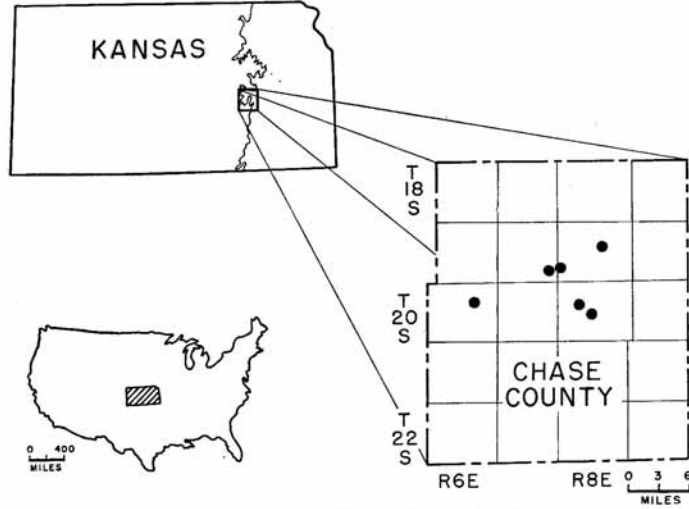 KANSAS
T
18
S
T
20
S
CHASE
COUNTY
T
22
S
0 400
MILES
R6E R8E
0 3 6
MILES